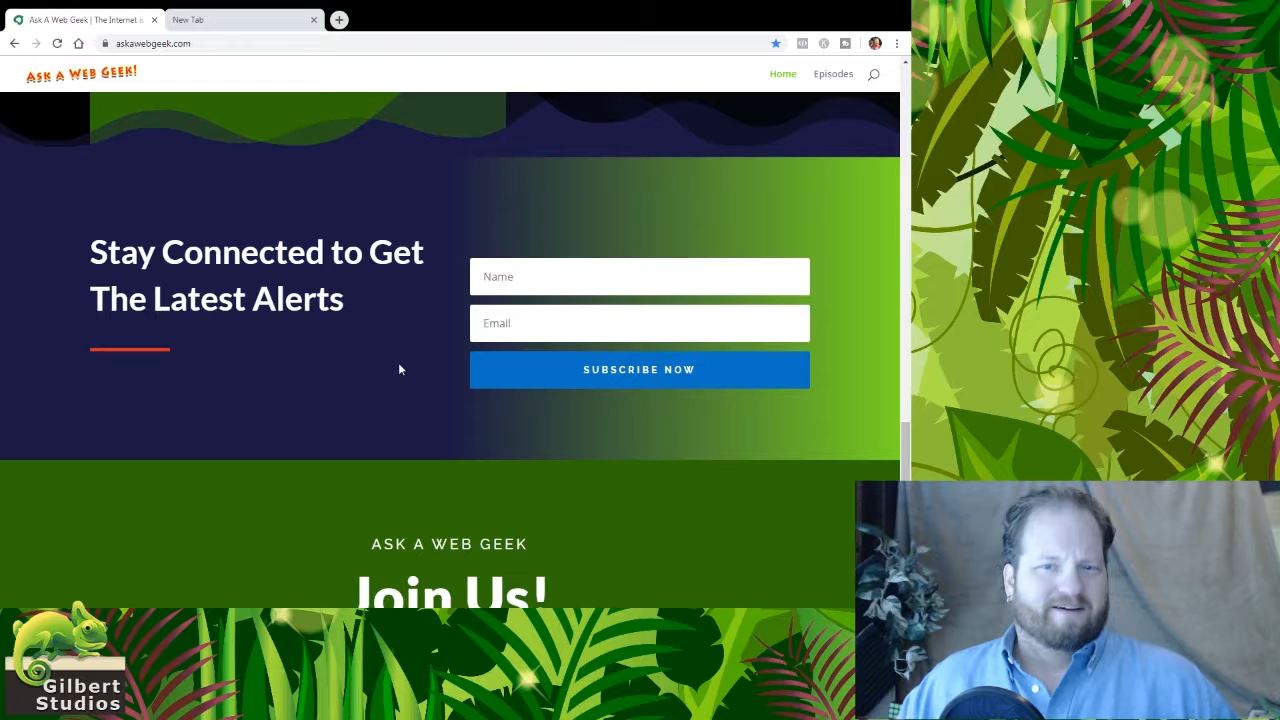 Ask A Web Geek | The Internet is
New Tab
askawebgeek.com
ASK A WEB GEEK!
Home
Episodes
Stay Connected to Get
The Latest Alerts
Name
Email
SUBSCRIBE NOW
ASK A WEB GEEK
Join Us!
Gilbert
Studios